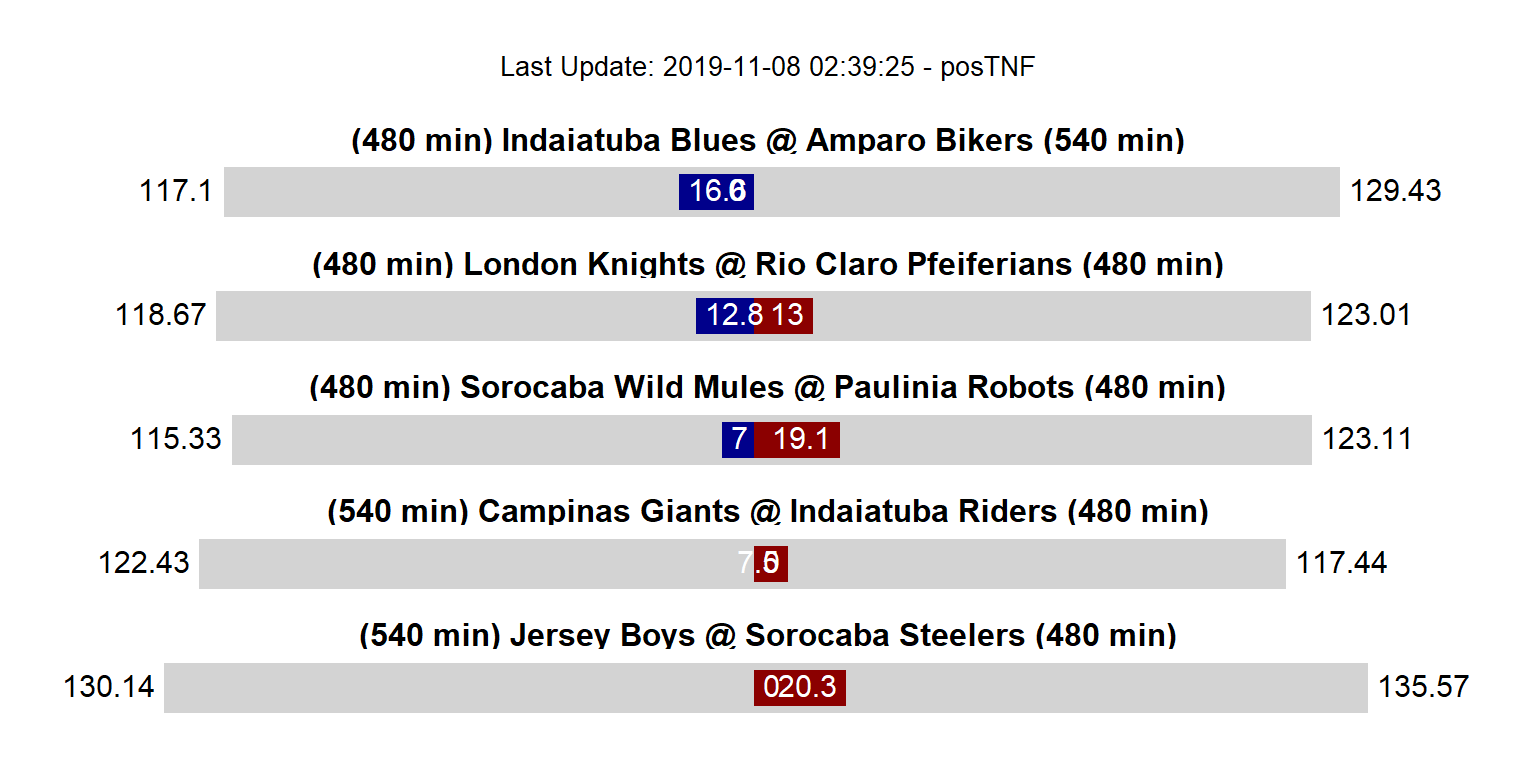 Last Update: 2019-11-08 02:39:25 - posTNF
(480 min) Indaiatuba Blues @ Amparo Bikers (540 min)
117.1 16.6 0 129.43
(480 min) London Knights @ Rio Claro Pfeiferians (480 min)
118.67 12.8 13 123.01
(480 min) Sorocaba Wild Mules @ Paulinia Robots (480 min)
115.33 7 19.1 123.11
(540 min) Campinas Giants @ Indaiatuba Riders (480 min)
122.43 117.44
(540 min) Jersey Boys @ Sorocaba Steelers (480 min)
130.14 0 20.3 135.57